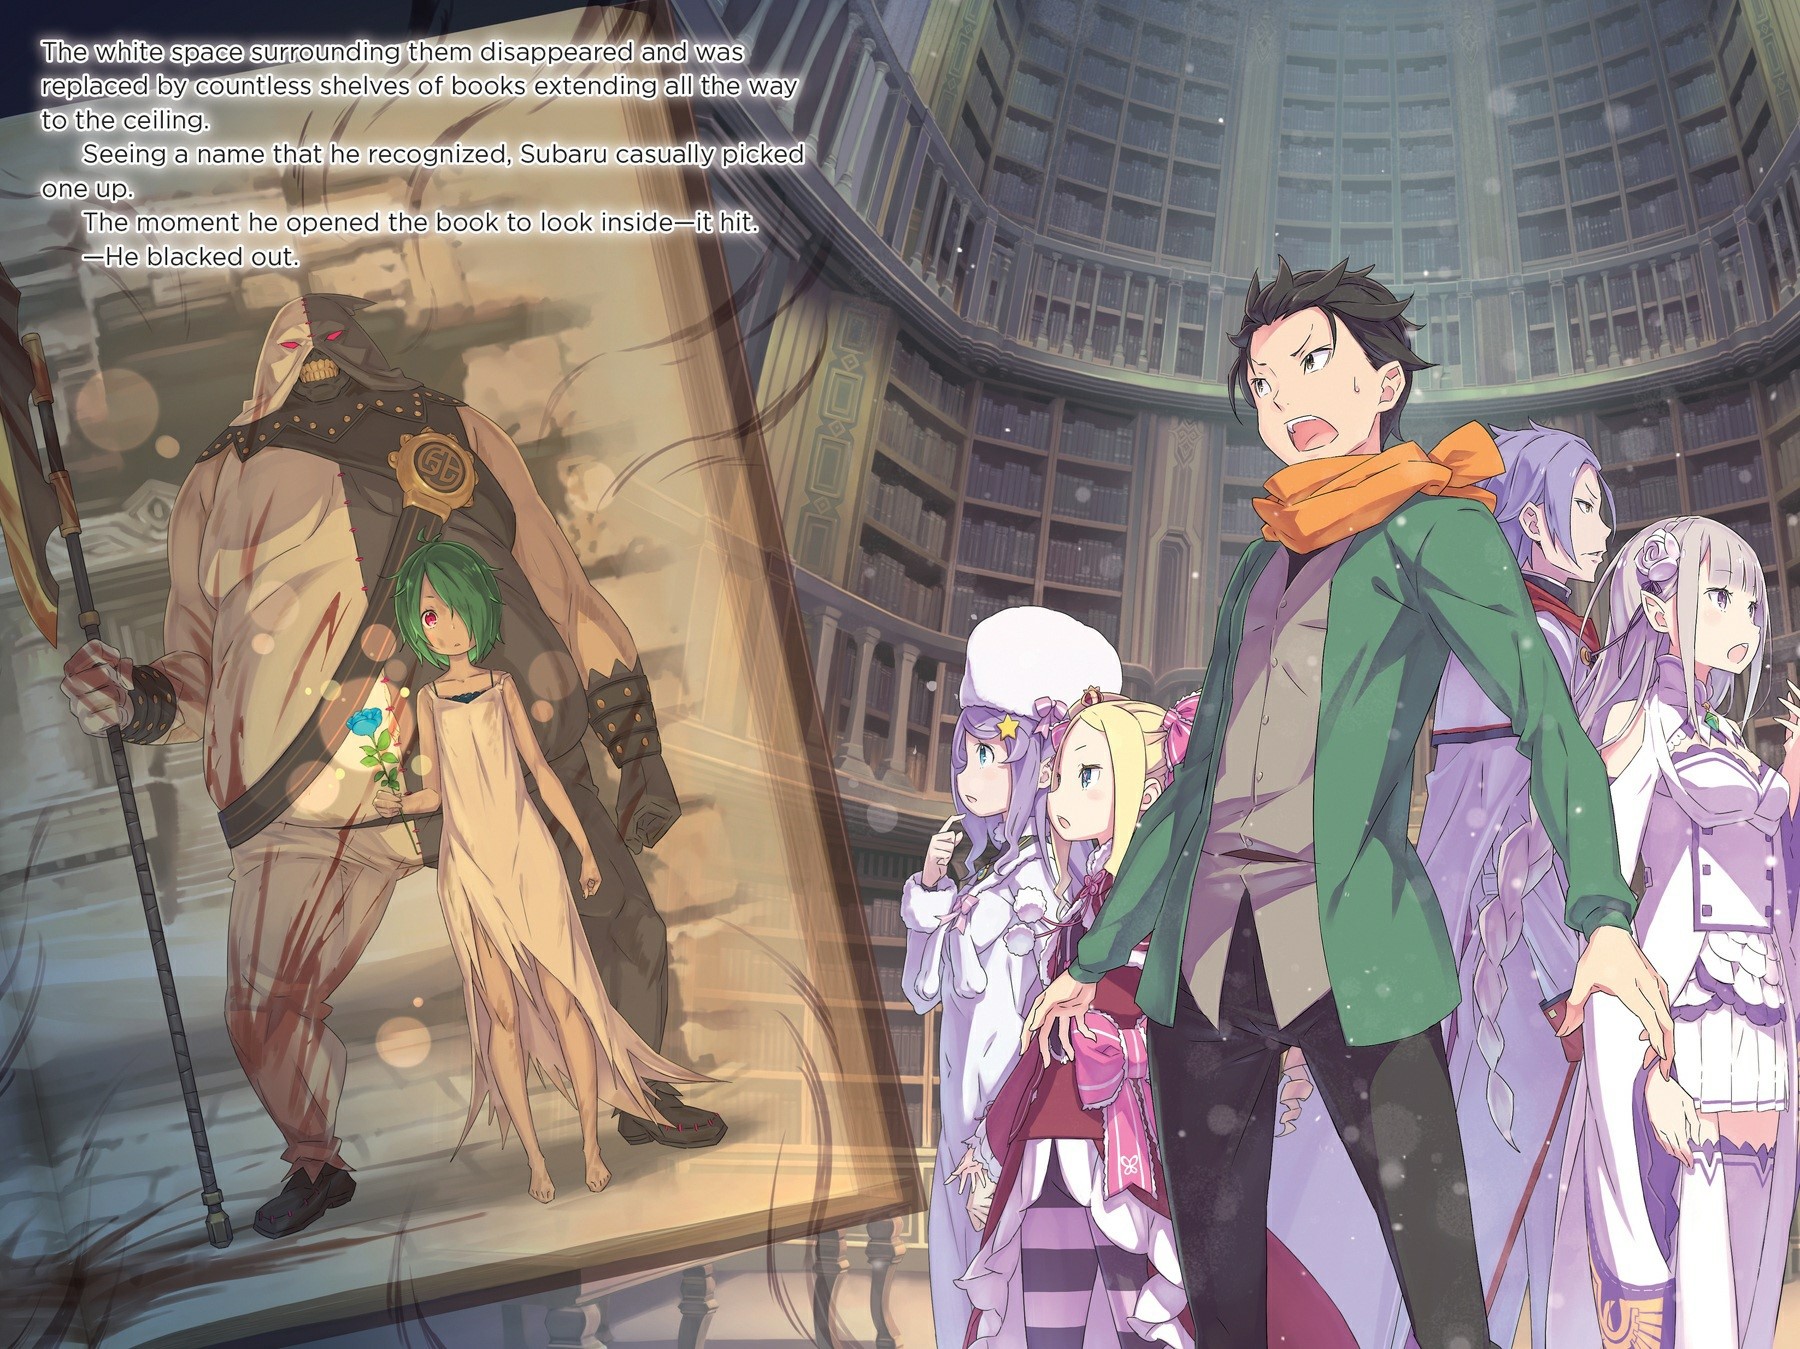 The white space surrounding them disappeared and was
replaced by countless shelves of books extending all the way
to the ceiling.
Seeing a name that he recognized, Subaru casually picked
one up.
The moment he opened the book to look inside—it hit.
—He blacked out.